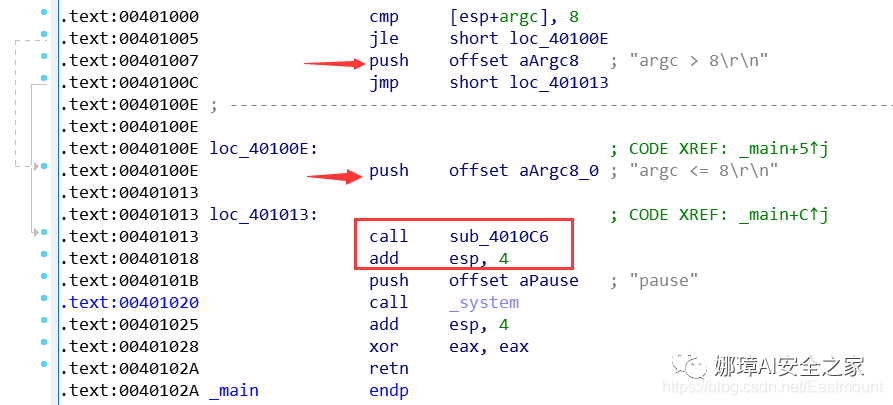 .text:00401000 cmp [esp+argc], 8
.text:00401005 jle short loc_40100E
.text:00401007 push offset aArgc8 ; "argc > 8\r\n"
.text:0040100C jmp short loc_401013
.text:0040100E ; ---------------------------------------------------------------------------
.text:0040100E
.text:0040100E loc_40100E: ; CODE XREF: _main+5↑j
.text:0040100E push offset aArgc8_0 ; "argc <= 8\r\n"
.text:00401013
.text:00401013 loc_401013: ; CODE XREF: _main+C↑j
.text:00401013 call sub_4010C6
.text:00401018 add esp, 4
.text:0040101B push offset aPause ; "pause"
.text:00401020 call _system
.text:00401025 add esp, 4
.text:00401028 xor eax, eax
.text:0040102A retn
.text:0040102A _main endp
娜璋AI安全之家
https://blog.csdn.net/Eastmount